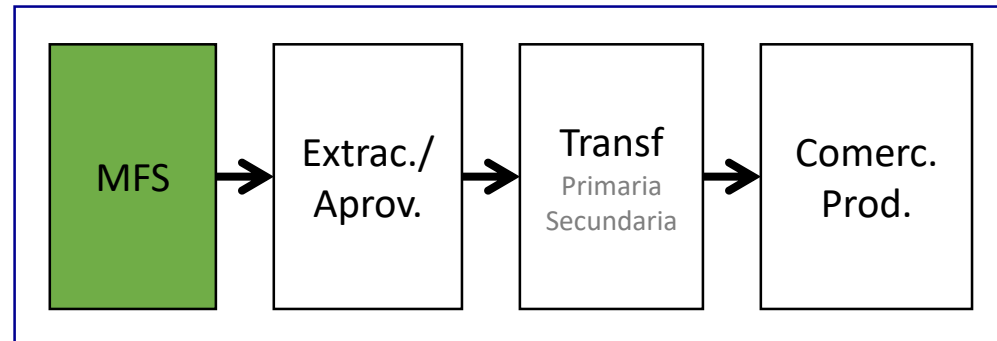 MFS
Extrac./
Aprov.
Transf
Primaria
Secundaria
Comerc.
Prod.